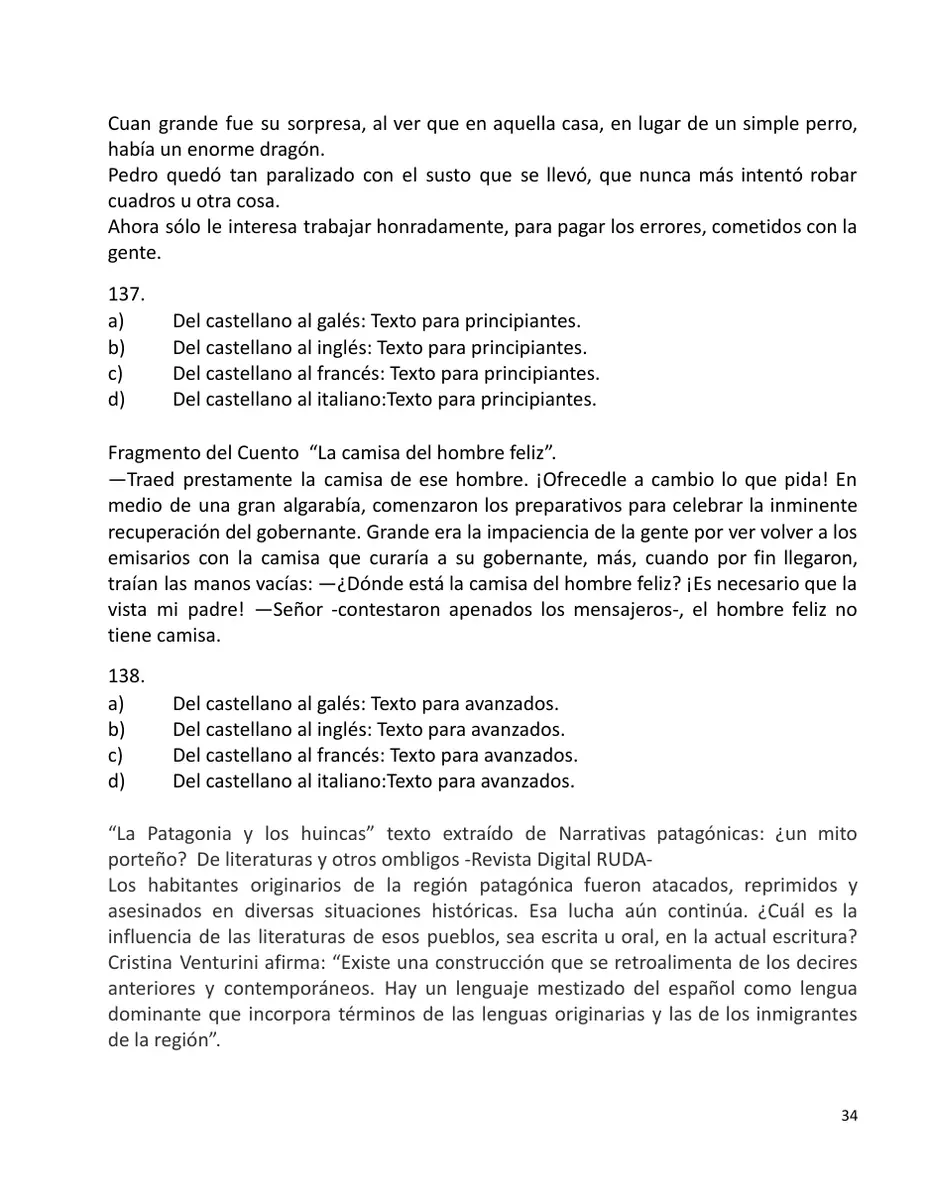 Cuan grande fue su sorpresa, al ver que en aquella casa, en lugar de un simple perro,
había un enorme dragón.
Pedro quedó tan paralizado con el susto que se llevó, que nunca más intentó robar
cuadros u otra cosa.
Ahora sólo le interesa trabajar honradamente, para pagar los errores, cometidos con la
gente.
137.
a) Del castellano al galés: Texto para principiantes.
b) Del castellano al inglés: Texto para principiantes.
c) Del castellano al francés: Texto para principiantes.
d) Del castellano al italiano:Texto para principiantes.
Fragmento del Cuento “La camisa del hombre feliz”.
—Traed prestamente la camisa de ese hombre. ¡Ofrecedle a cambio lo que pida! En
medio de una gran algarabía, comenzaron los preparativos para celebrar la inminente
recuperación del gobernante. Grande era la impaciencia de la gente por ver volver a los
emisarios con la camisa que curaría a su gobernante, más, cuando por fin llegaron,
traían las manos vacías: —¿Dónde está la camisa del hombre feliz? ¡Es necesario que la
vista mi padre! —Señor -contestaron apenados los mensajeros-, el hombre feliz no
tiene camisa.
138.
a) Del castellano al galés: Texto para avanzados.
b) Del castellano al inglés: Texto para avanzados.
c) Del castellano al francés: Texto para avanzados.
d) Del castellano al italiano:Texto para avanzados.
“La Patagonia y los huincas” texto extraído de Narrativas patagónicas: ¿un mito
porteño? De literaturas y otros ombligos -Revista Digital RUDA-
Los habitantes originarios de la región patagónica fueron atacados, reprimidos y
asesinados en diversas situaciones históricas. Esa lucha aún continúa. ¿Cuál es la
influencia de las literaturas de esos pueblos, sea escrita u oral, en la actual escritura?
Cristina Venturini afirma: “Existe una construcción que se retroalimenta de los decires
anteriores y contemporáneos. Hay un lenguaje mestizado del español como lengua
dominante que incorpora términos de las lenguas originarias y las de los inmigrantes
de la región”.
34